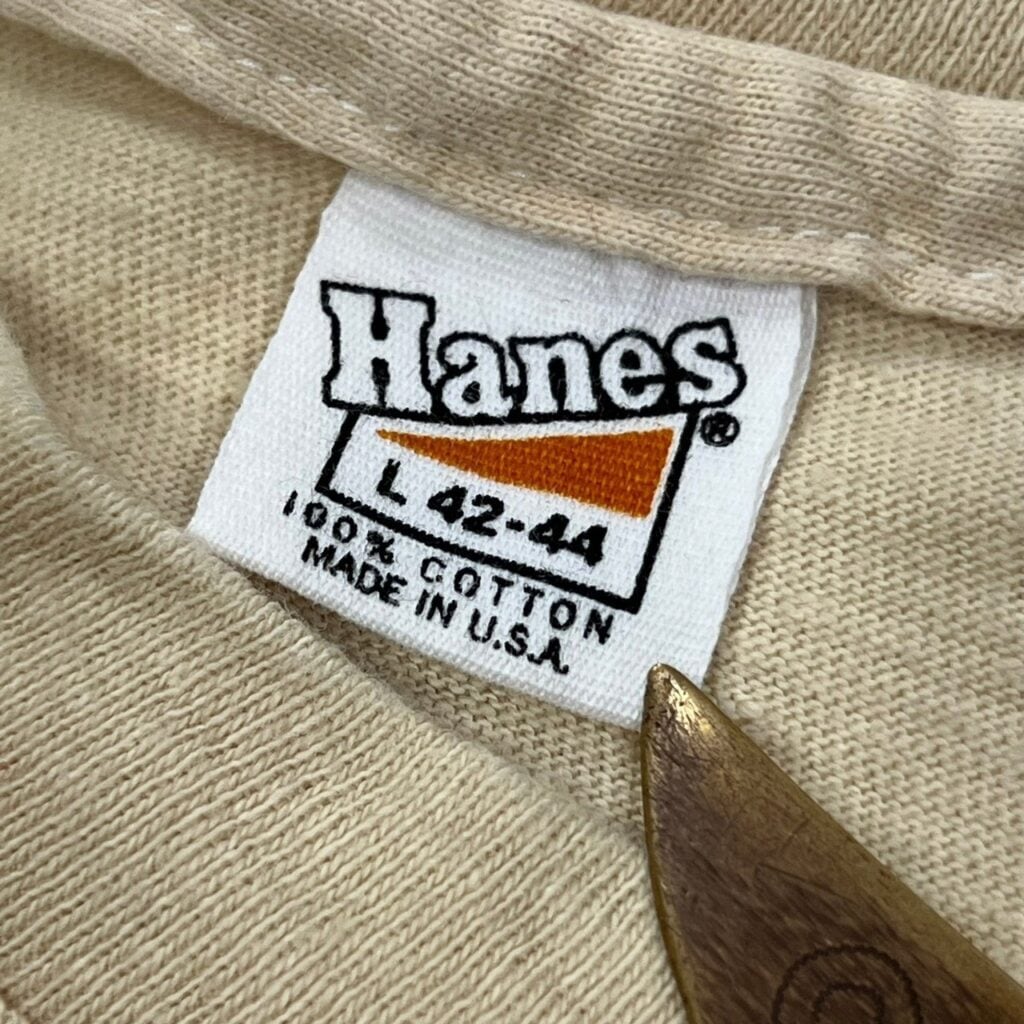 Hanes®
L 42-44
100% COTTON
MADE IN U.S.A.